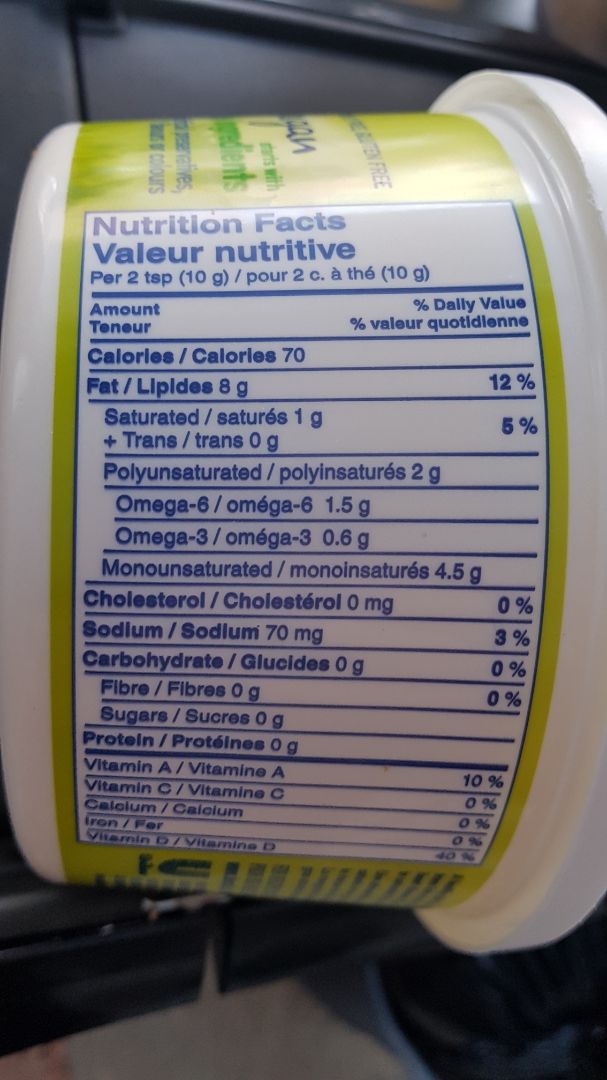 GLUTEN FREE
starts with
ingredients
Nutrition Facts
Valeur nutritive
Per 2 tsp (10 g) / pour 2 c. à thé (10 g)
Amount % Daily Value
Teneur % valeur quotidienne
Calories / Calories 70
Fat / Lipides 8 g 12 %
Saturated / saturés 1 g 5 %
+ Trans / trans 0 g
Polyunsaturated / polyinsaturés 2 g
Omega-6 / oméga-6 1.5 g
Omega-3 / oméga-3 0.6 g
Monounsaturated / monoinsaturés 4.5 g
Cholesterol / Cholestérol 0 mg 0 %
Sodium / Sodium 70 mg 3 %
Carbohydrate / Glucides 0 g 0 %
Fibre / Fibres 0 g 0 %
Sugars / Sucres 0 g
Protein / Protéines 0 g
Vitamin A / Vitamine A 10 %
Vitamin C / Vitamine C 0 %
Calcium / Calcium 0 %
Iron / Fer 0 %
Vitamin D / Vitamine D 40 %